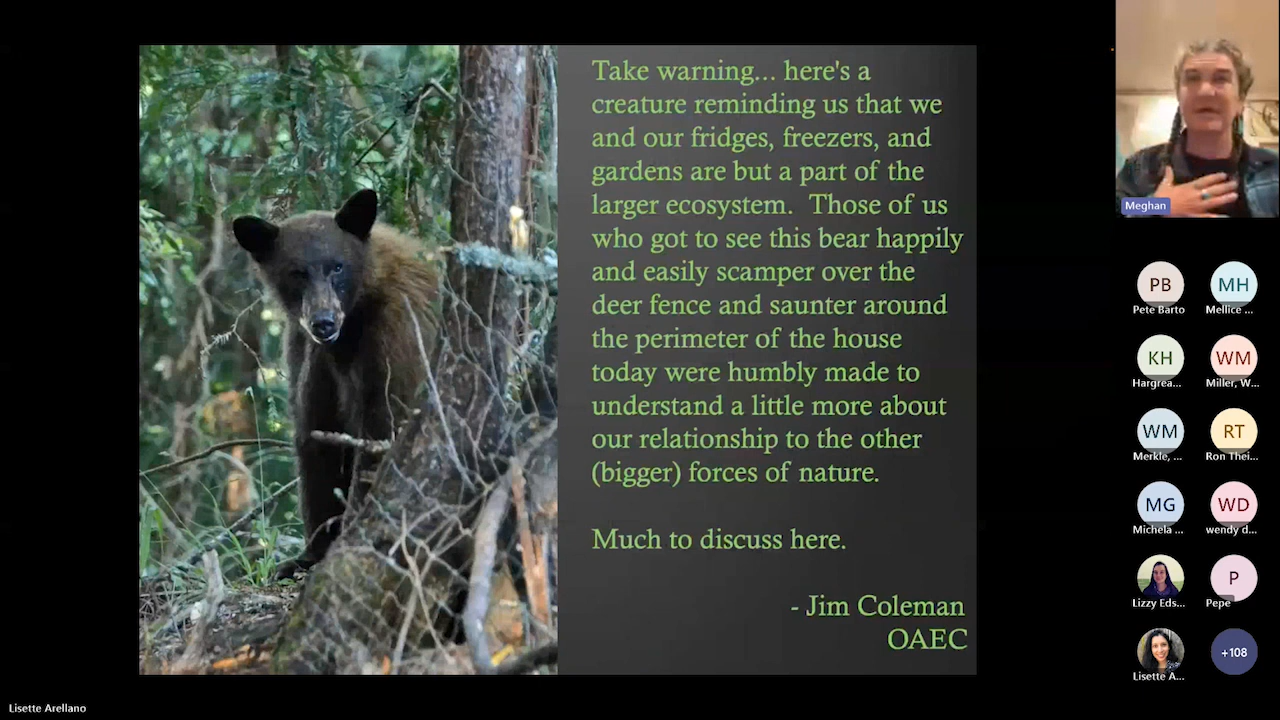 Take warning... here's a
creature reminding us that we
and our fridges, freezers, and
gardens are but a part of the
larger ecosystem.  Those of us
who got to see this bear happily
and easily scamper over the
deer fence and saunter around
the perimeter of the house
today were humbly made to
understand a little more about
our relationship to the other
(bigger) forces of nature.
Much to discuss here.
- Jim Coleman
OAEC
Meghan
PB
MH
Pete Barto
Mellice ...
KH
WM
Hargrea...
Miller, W...
WM
RT
Merkle, ...
Ron Thei...
MG
WD
Michela ...
wendy d...
P
Lizzy Eds...
Pepe
+108
Lisette A...
Lisette Arellano